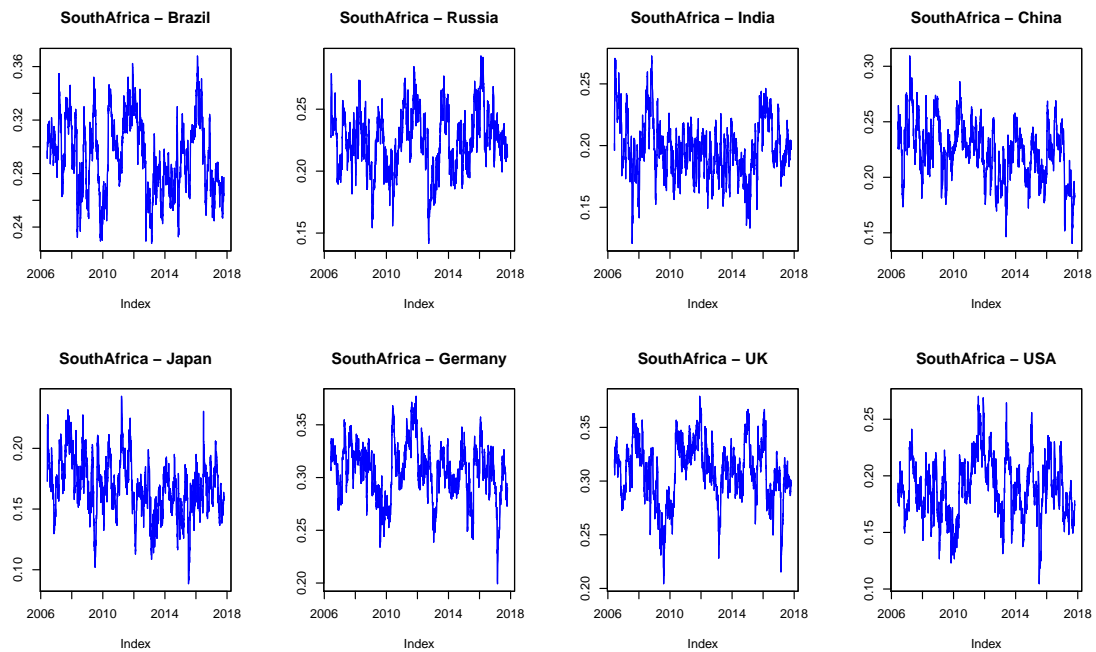 SouthAfrica – Brazil
0.24 0.28 0.32 0.36
2006 2010 2014 2018
Index
SouthAfrica – Russia
0.15 0.20 0.25
2006 2010 2014 2018
Index
SouthAfrica – India
0.15 0.20 0.25
2006 2010 2014 2018
Index
SouthAfrica – China
0.15 0.20 0.25 0.30
2006 2010 2014 2018
Index
SouthAfrica – Japan
0.10 0.15 0.20
2006 2010 2014 2018
Index
SouthAfrica – Germany
0.20 0.25 0.30 0.35
2006 2010 2014 2018
Index
SouthAfrica – UK
0.20 0.25 0.30 0.35
2006 2010 2014 2018
Index
SouthAfrica – USA
0.10 0.15 0.20 0.25
2006 2010 2014 2018
Index